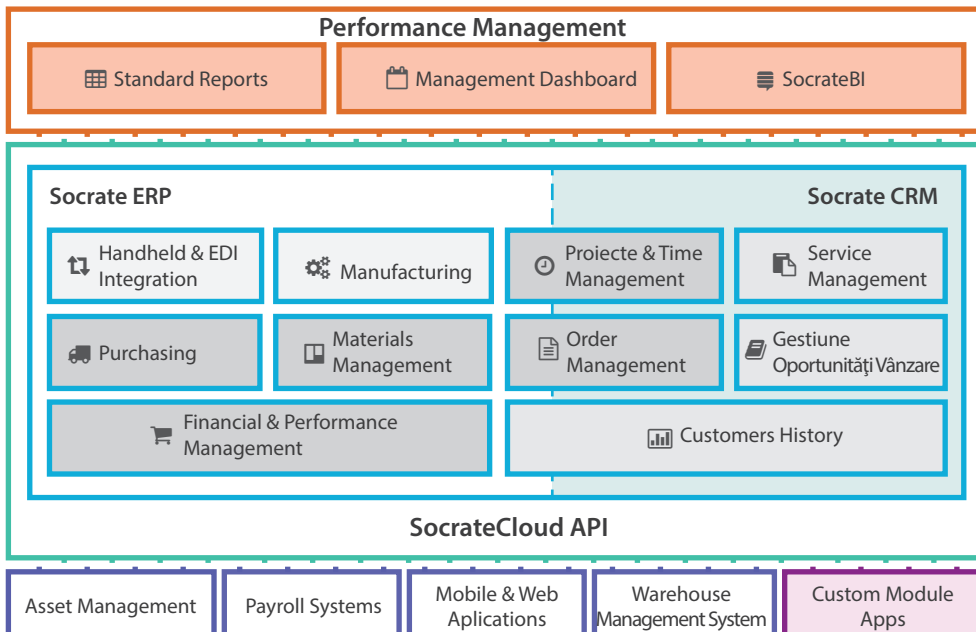 Performance Management
Standard Reports
Management Dashboard
SocrateBI
Socrate ERP
Socrate CRM
Handheld & EDI
Integration
Manufacturing
Proiecte & Time
Management
Service
Management
Purchasing
Materials
Management
Order
Management
Gestiune
Oportunităţi Vânzare
Financial & Performance
Management
Customers History
SocrateCloud API
Asset Management
Payroll Systems
Mobile & Web
Aplications
Warehouse
Management System
Custom Module
Apps